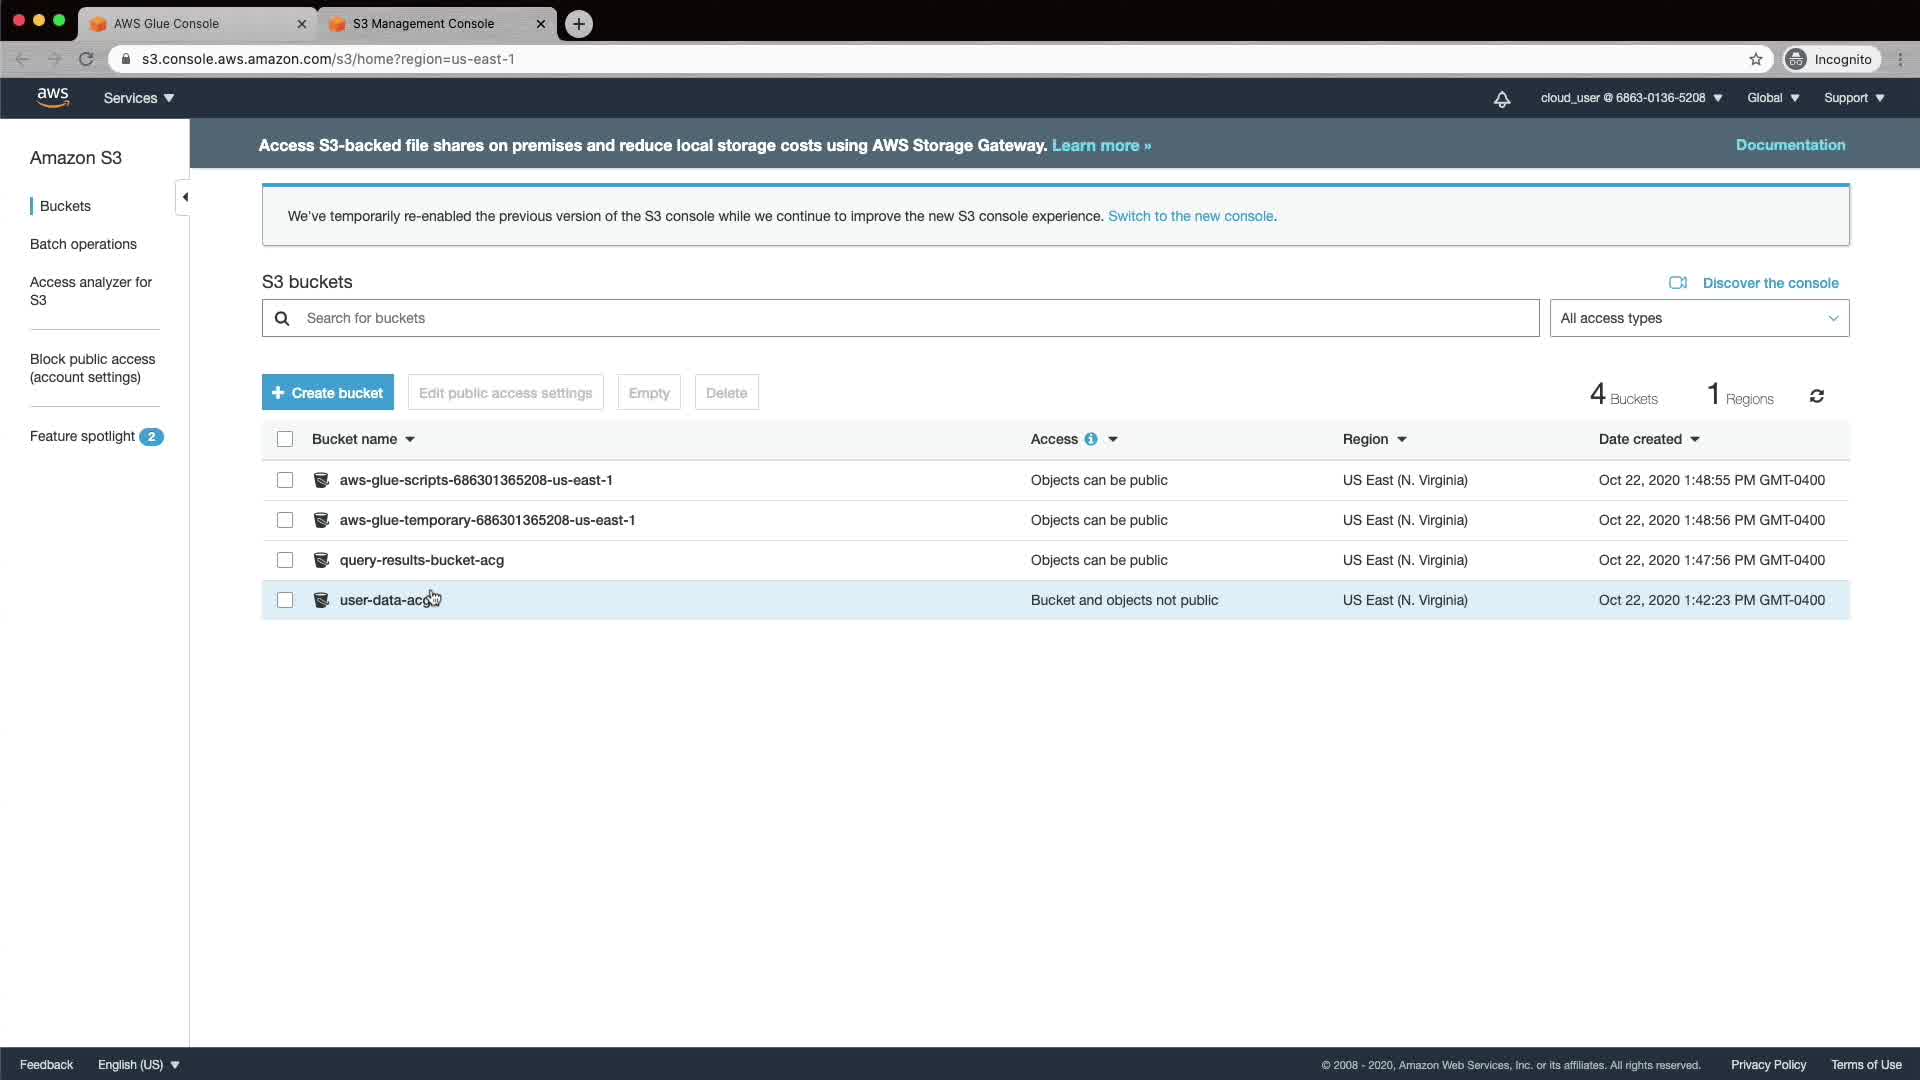 AWS Glue Console
S3 Management Console
s3.console.aws.amazon.com/s3/home?region=us-east-1
Incognito
aws
Services
cloud_user @ 6863-0136-5208
Global
Support
Amazon S3
Buckets
Batch operations
Access analyzer for
S3
Block public access
(account settings)
Feature spotlight 2
Access S3-backed file shares on premises and reduce local storage costs using AWS Storage Gateway. Learn more »
Documentation
We've temporarily re-enabled the previous version of the S3 console while we continue to improve the new S3 console experience. Switch to the new console.
S3 buckets
Discover the console
Search for buckets
All access types
Create bucket
Edit public access settings
Empty
Delete
4 Buckets
1 Regions
Bucket name
Access
Region
Date created
aws-glue-scripts-686301365208-us-east-1
Objects can be public
US East (N. Virginia)
Oct 22, 2020 1:48:55 PM GMT-0400
aws-glue-temporary-686301365208-us-east-1
Objects can be public
US East (N. Virginia)
Oct 22, 2020 1:48:56 PM GMT-0400
query-results-bucket-acg
Objects can be public
US East (N. Virginia)
Oct 22, 2020 1:47:56 PM GMT-0400
user-data-acg
Bucket and objects not public
US East (N. Virginia)
Oct 22, 2020 1:42:23 PM GMT-0400
Feedback
English (US)
© 2008 - 2020, Amazon Web Services, Inc. or its affiliates. All rights reserved.
Privacy Policy
Terms of Use